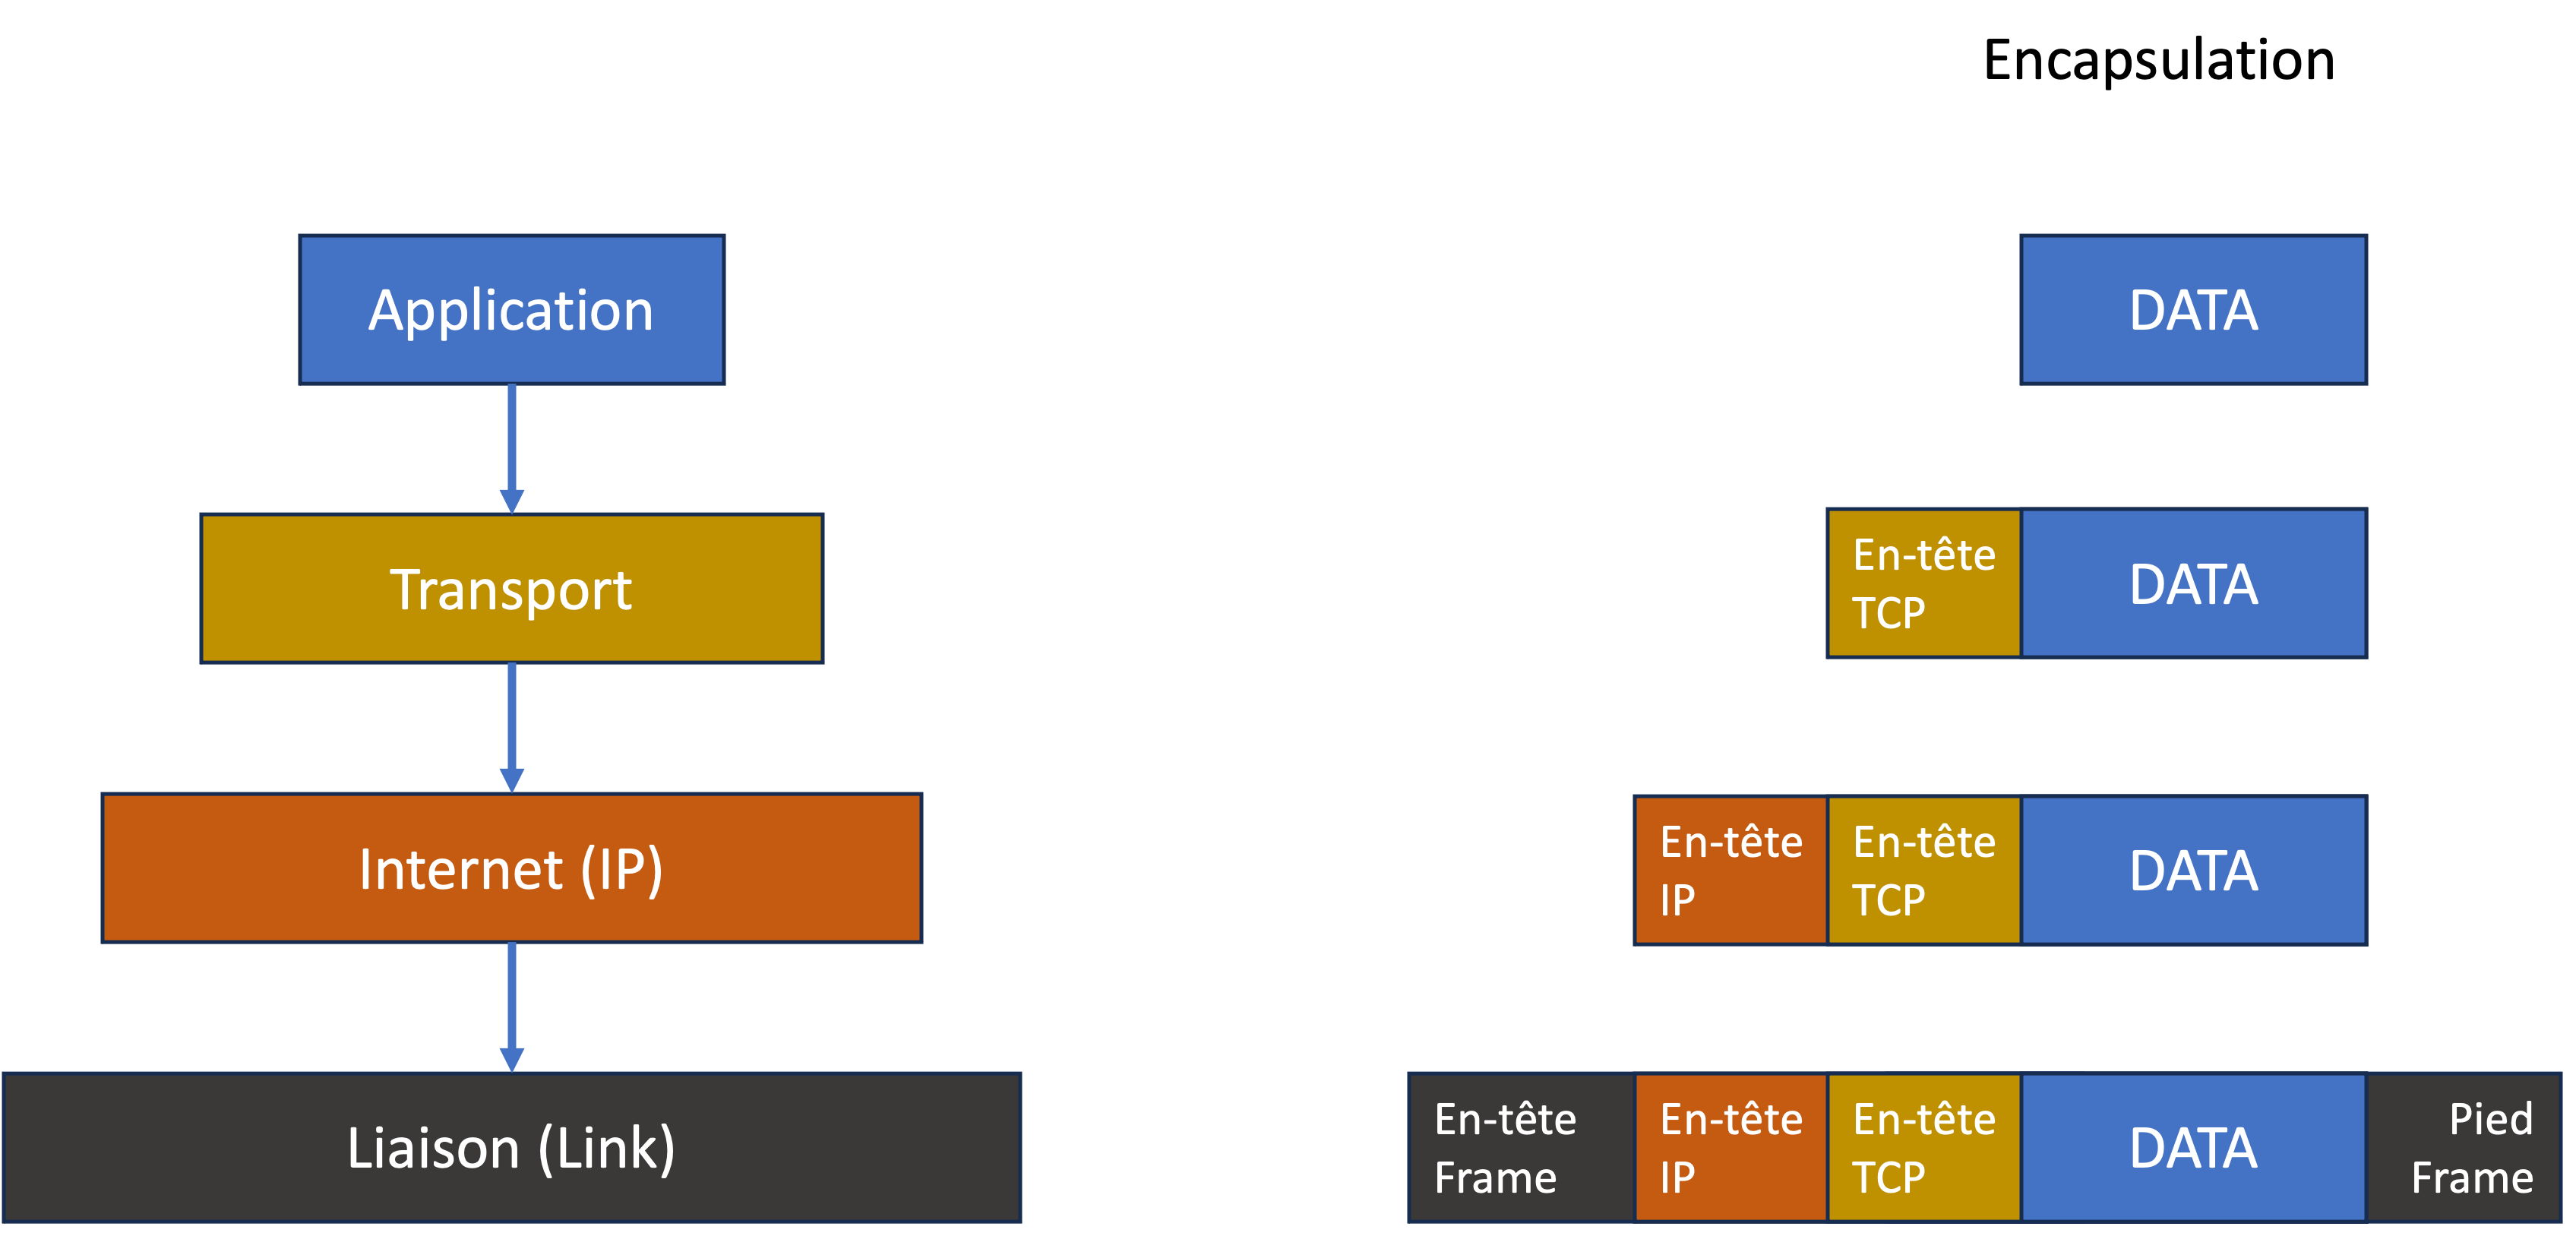 Encapsulation
Application
DATA
Transport
En-tête
TCP
DATA
Internet (IP)
En-tête
IP
En-tête
TCP
DATA
Liaison (Link)
En-tête
Frame
En-tête
IP
En-tête
TCP
DATA
Pied
Frame